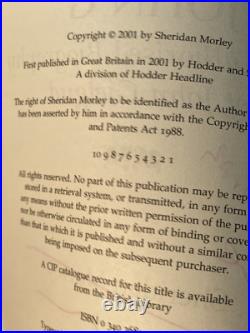 Copyright © 2001 by Sheridan Morley
First published in Great Britain in 2001 by Hodder and
A division of Hodder Headline
The right of Sheridan Morley to be identified as the Author
has been asserted by him in accordance with the Copyright
and Patents Act 1988.
10 9 8 7 6 5 4 3 2 1
All rights reserved. No part of this publication may be rep
stored in a retrieval system, or transmitted, in any form
any means without the prior written permission of the pu
nor be otherwise circulated in any form of binding or cove
than that in which it is published and without a similar co
being imposed on the subsequent purchaser.
A CIP catalogue record for this title is available
from the British Library
ISBN 0 340